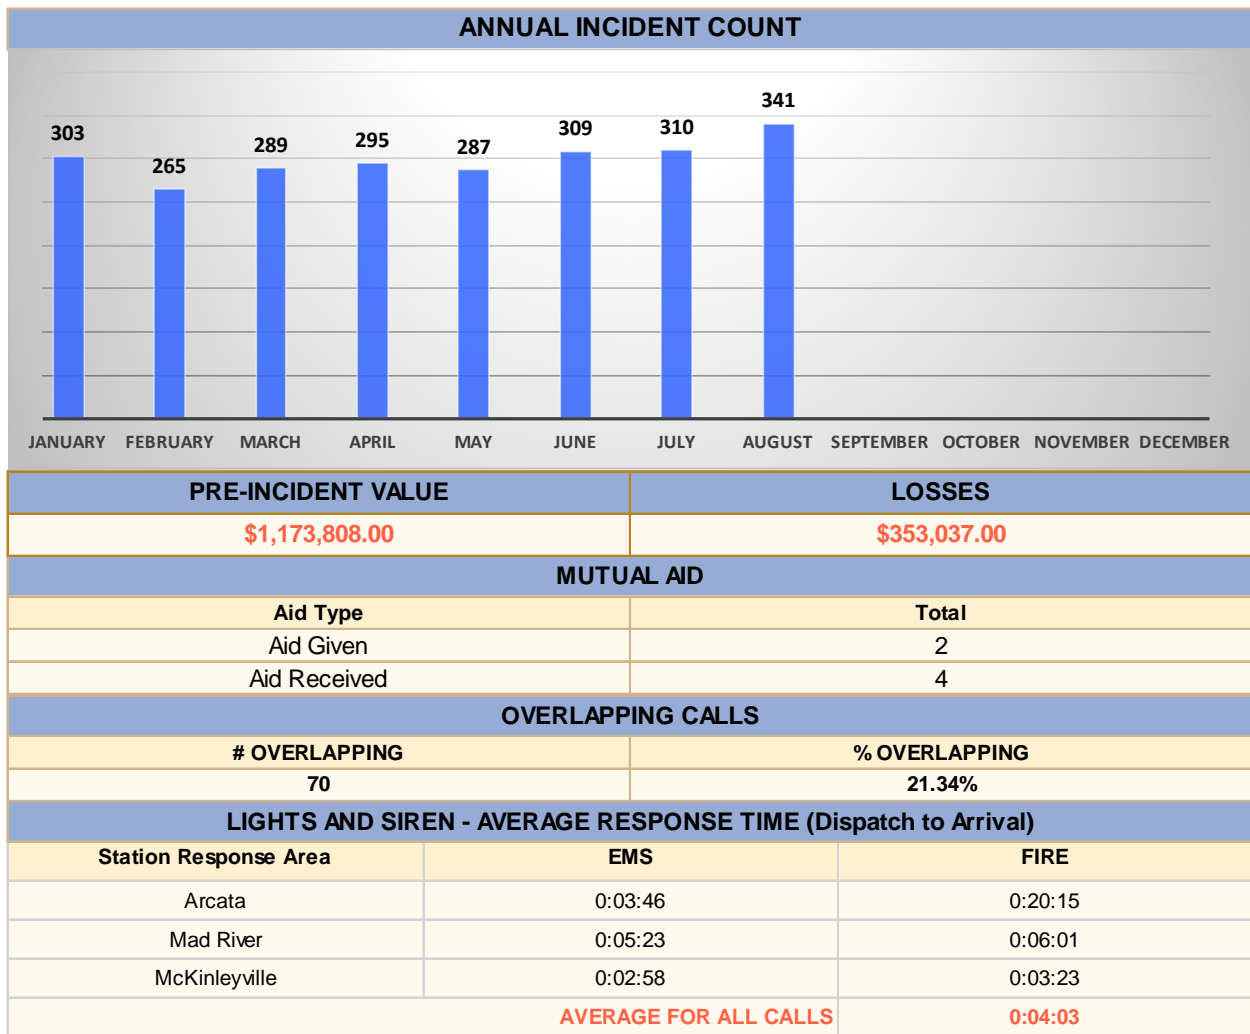 ANNUAL INCIDENT COUNT
303 265 289 295 287 309 310 341
JANUARY FEBRUARY MARCH APRIL MAY JUNE JULY AUGUST SEPTEMBER OCTOBER NOVEMBER DECEMBER
PRE-INCIDENT VALUE LOSSES
$1,173,808.00 $353,037.00
MUTUAL AID
Aid Type Total
Aid Given 2
Aid Received 4
OVERLAPPING CALLS
# OVERLAPPING % OVERLAPPING
70 21.34%
LIGHTS AND SIREN - AVERAGE RESPONSE TIME (Dispatch to Arrival)
Station Response Area EMS FIRE
Arcata 0:03:46 0:20:15
Mad River 0:05:23 0:06:01
McKinleyville 0:02:58 0:03:23
AVERAGE FOR ALL CALLS 0:04:03